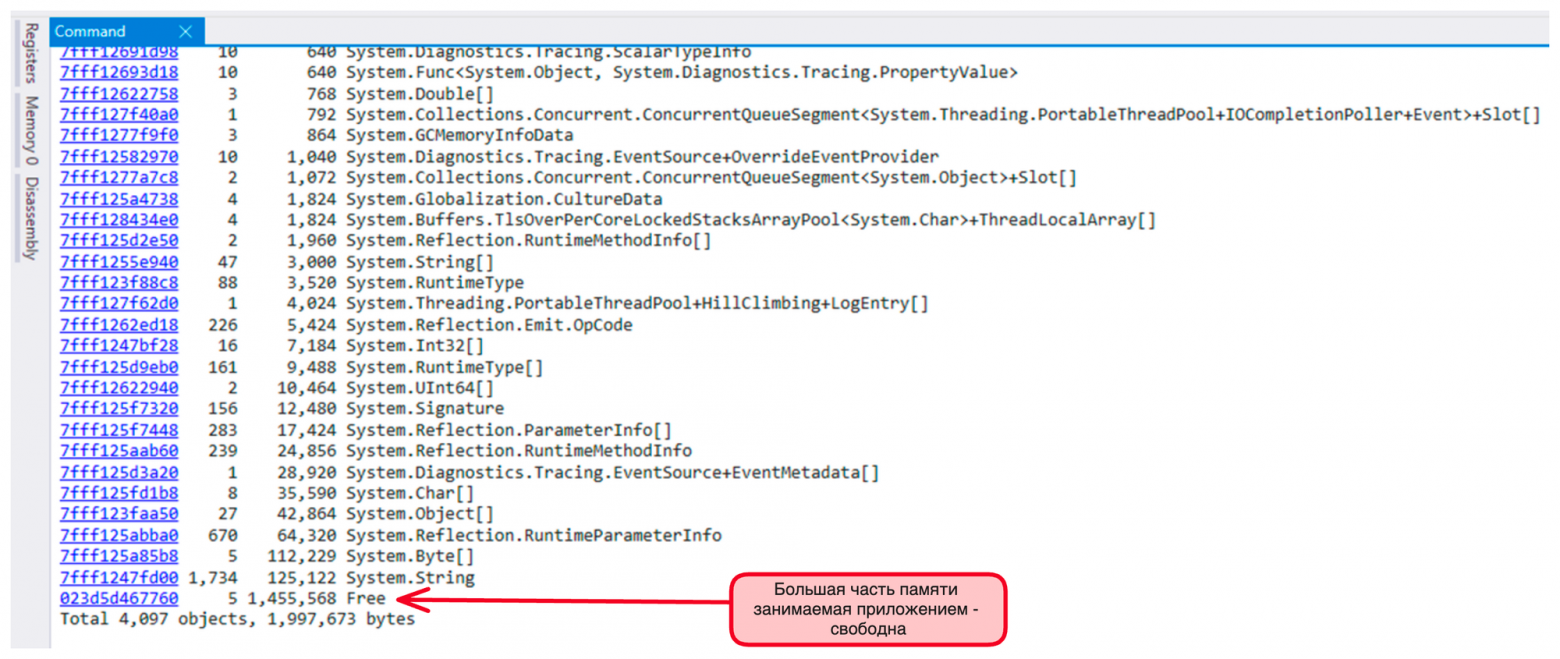 Command
Registers
Memory 0
Disassembly
7fff12691d98 10 640 System.Diagnostics.Tracing.ScalarTypeInfo
7fff12693d18 10 640 System.Func<System.Object, System.Diagnostics.Tracing.PropertyValue>
7fff12622758 3 768 System.Double[]
7fff127f40a0 1 792 System.Collections.Concurrent.ConcurrentQueueSegment<System.Threading.PortableThreadPool+IOCompletionPoller+Event>+Slot[]
7fff1277f9f0 3 864 System.GCMemoryInfoData
7fff12582970 10 1,040 System.Diagnostics.Tracing.EventSource+OverrideEventProvider
7fff1277a7c8 2 1,072 System.Collections.Concurrent.ConcurrentQueueSegment<System.Object>+Slot[]
7fff125a4738 4 1,824 System.Globalization.CultureData
7fff128434e0 4 1,824 System.Buffers.TlsOverPerCoreLockedStacksArrayPool<System.Char>+ThreadLocalArray[]
7fff125d2e50 2 1,960 System.Reflection.RuntimeMethodInfo[]
7fff1255e940 47 3,000 System.String[]
7fff123f88c8 88 3,520 System.RuntimeType
7fff127f62d0 1 4,024 System.Threading.PortableThreadPool+HillClimbing+LogEntry[]
7fff1262ed18 226 5,424 System.Reflection.Emit.OpCode
7fff1247bf28 16 7,184 System.Int32[]
7fff125d9eb0 161 9,488 System.RuntimeType[]
7fff12622940 2 10,464 System.UInt64[]
7fff125f7320 156 12,480 System.Signature
7fff125f7448 283 17,424 System.Reflection.ParameterInfo[]
7fff125aab60 239 24,856 System.Reflection.RuntimeMethodInfo
7fff125d3a20 1 28,920 System.Diagnostics.Tracing.EventSource+EventMetadata[]
7fff125fd1b8 8 35,590 System.Char[]
7fff123faa50 27 42,864 System.Object[]
7fff125abba0 670 64,320 System.Reflection.RuntimeParameterInfo
7fff125a85b8 5 112,229 System.Byte[]
7fff1247fd00 1,734 125,122 System.String
023d5d467760 5 1,455,568 Free
Total 4,097 objects, 1,997,673 bytes
Большая часть памяти
занимаемая приложением -
свободна